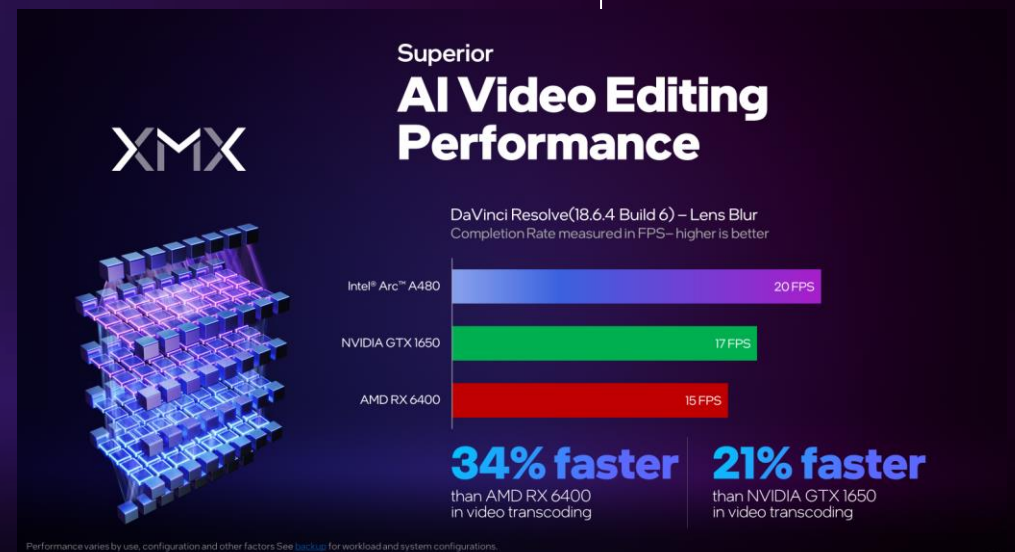 Superior
AI Video Editing
Performance
XMX
DaVinci Resolve(18.6.4 Build 6) – Lens Blur
Completion Rate measured in FPS– higher is better
Intel® Arc™ A480
20 FPS
NVIDIA GTX 1650
17 FPS
AMD RX 6400
15 FPS
34% faster
than AMD RX 6400
in video transcoding
21% faster
than NVIDIA GTX 1650
in video transcoding
Performance varies by use, configuration and other factors See backup for workload and system configurations.